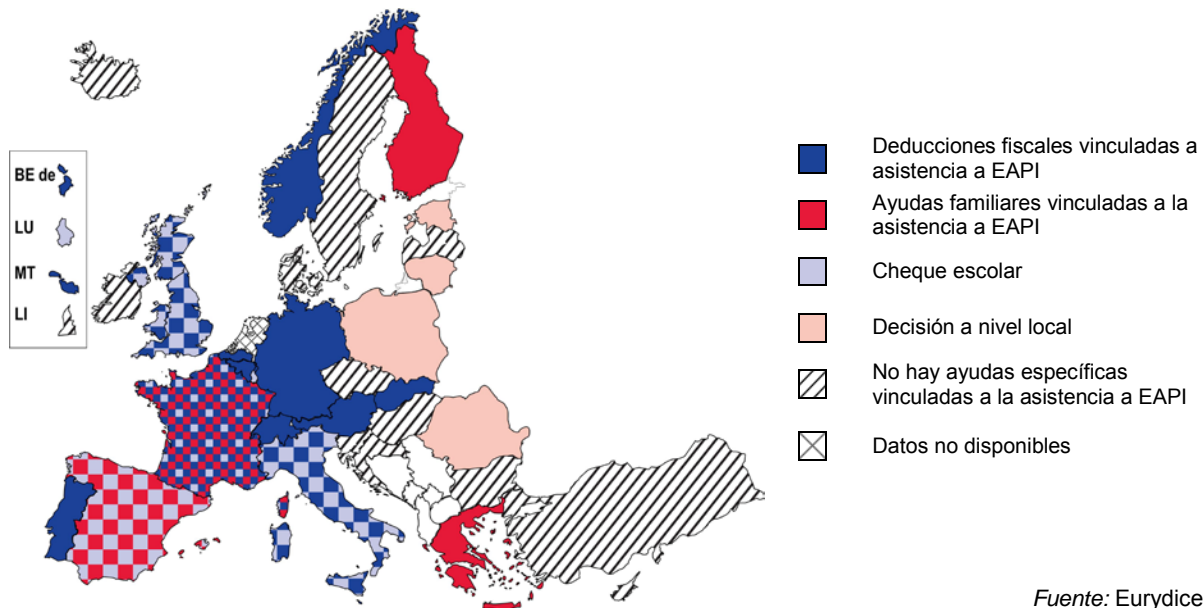 BE de
LU
MT
LI
Deducciones fiscales vinculadas a
asistencia a EAPI
Ayudas familiares vinculadas a la
asistencia a EAPI
Cheque escolar
Decisión a nivel local
No hay ayudas específicas
vinculadas a la asistencia a EAPI
Datos no disponibles
Fuente: Eurydice